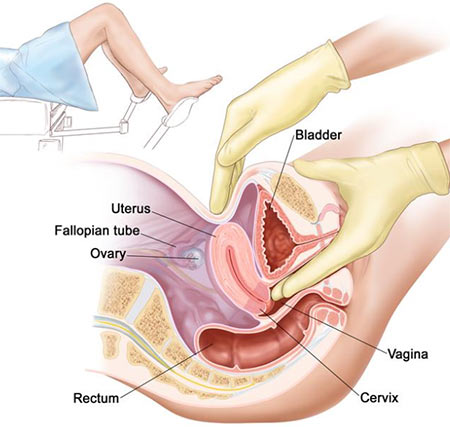 Bladder
Uterus
Fallopian tube
Ovary
Vagina
Rectum
Cervix